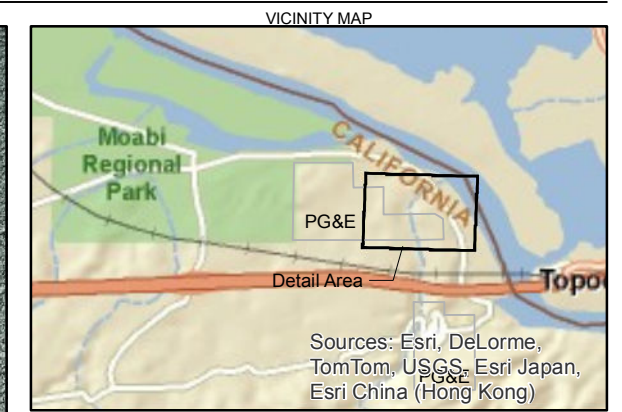 VICINITY MAP
Moabi
Regional
Park
CALIFORNIA
PG&E
Detail Area
Topo
Sources: Esri, DeLorme,
TomTom, USGS, Esri Japan,
PG&E
Esri China (Hong Kong)